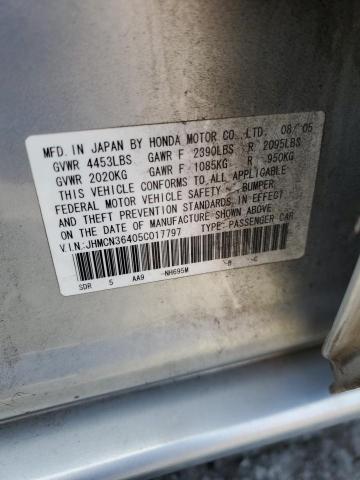 MFD. IN JAPAN BY HONDA MOTOR CO., LTD. 08/05
GVWR 4453LBS GAWR F 2390LBS R 2095LBS
GVWR 2020KG GAWR F 1085KG R 950KG
THIS VEHICLE CONFORMS TO ALL APPLICABLE
FEDERAL MOTOR VEHICLE SAFETY, BUMPER,
AND THEFT PREVENTION STANDARDS IN EFFECT
ON THE DATE OF MANUFACTURE SHOWN ABOVE.
V.I.N.:JHMCN36405C017797 TYPE: PASSENGER CAR
SDR 5 AA9 -NH695M -B -C